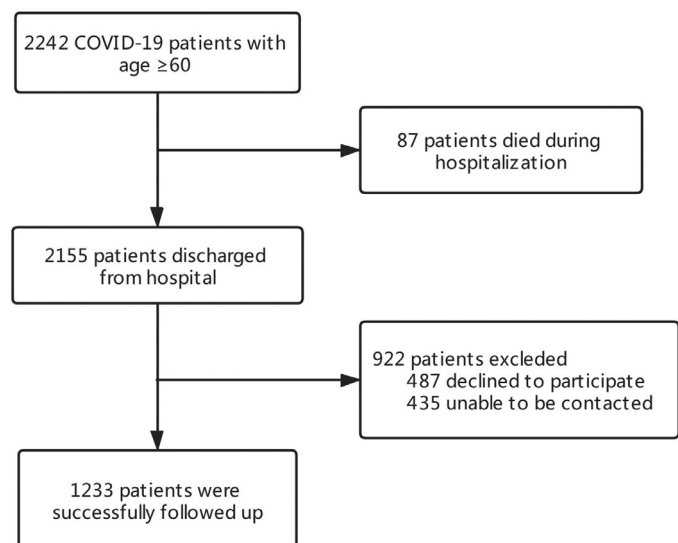 2242 COVID-19 patients with
age ≥60
87 patients died during
hospitalization
2155 patients discharged
from hospital
922 patients excleded
487 declined to participate
435 unable to be contacted
1233 patients were
successfully followed up